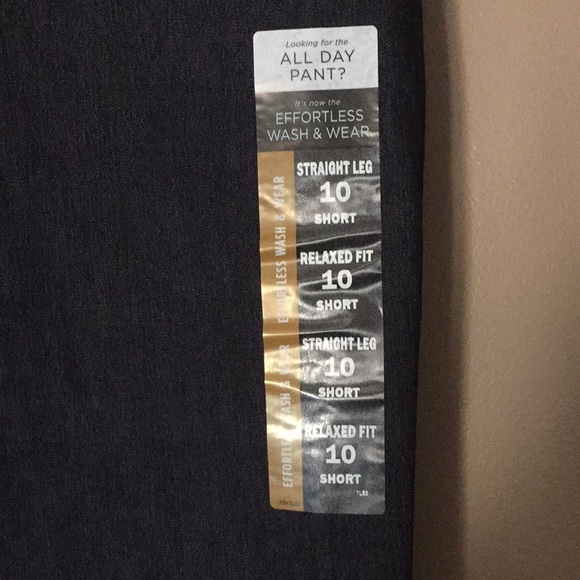 Looking for the
ALL DAY
PANT?
It's now the
EFFORTLESS
WASH & WEAR
EFFORTLESS WASH & WEAR
STRAIGHT LEG
10
SHORT
RELAXED FIT
10
SHORT
EFFORTLESS WASH & WEAR
STRAIGHT LEG
10
SHORT
RELAXED FIT
10
SHORT